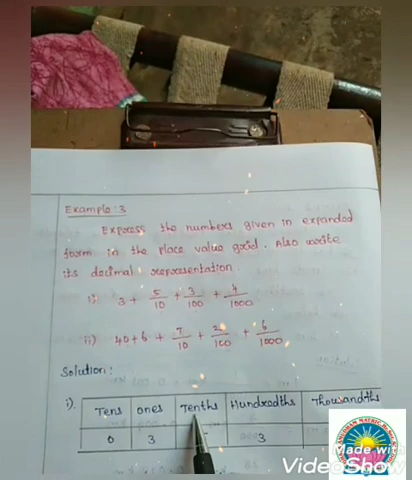 Example : 3
Express the numbers given in expanded
form in the place value grid. Also write
its decimal representation.
i) 3 + 5/10 + 3/100 + 4/1000
ii) 40+6 + 7/10 + 2/100 + 6/1000
Solution :
i). Tens ones Tenths Hundredths Thousandths
0 3 3
Made with
VideoShow